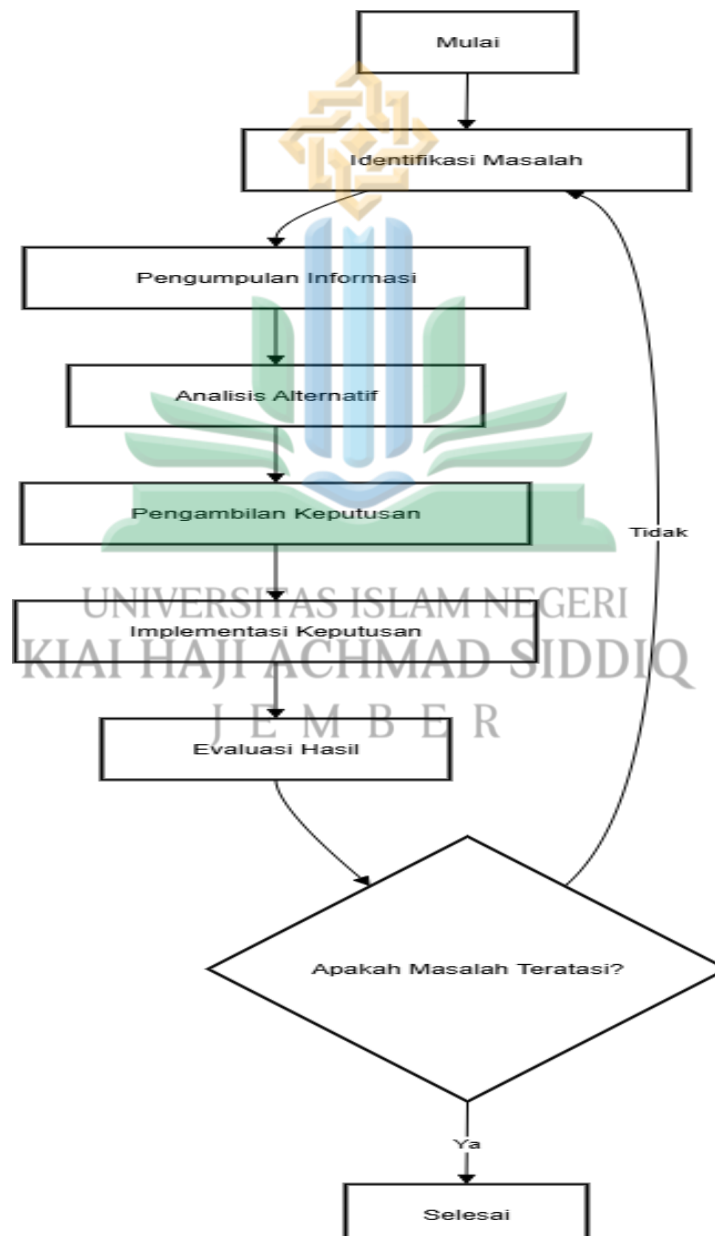 Mulai
Identifikasi Masalah
Pengumpulan Informasi
Analisis Alternatif
Pengambilan Keputusan
Tidak
UNIVERSITAS ISLAM NEGERI
Implementasi Keputusan
KIAI HAJI ACHMAD SIDDIQ
JEMBER
Evaluasi Hasil
Apakah Masalah Teratasi?
Ya
Selesai